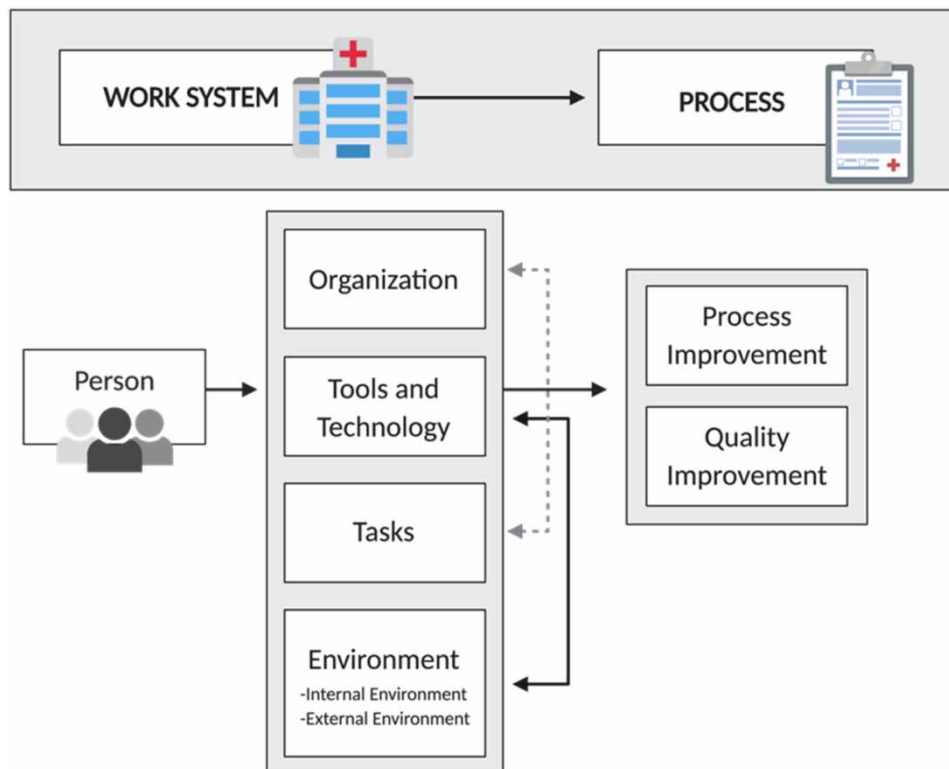 WORK SYSTEM
PROCESS
Person
Organization
Tools and
Technology
Tasks
Environment
-Internal Environment
-External Environment
Process
Improvement
Quality
Improvement